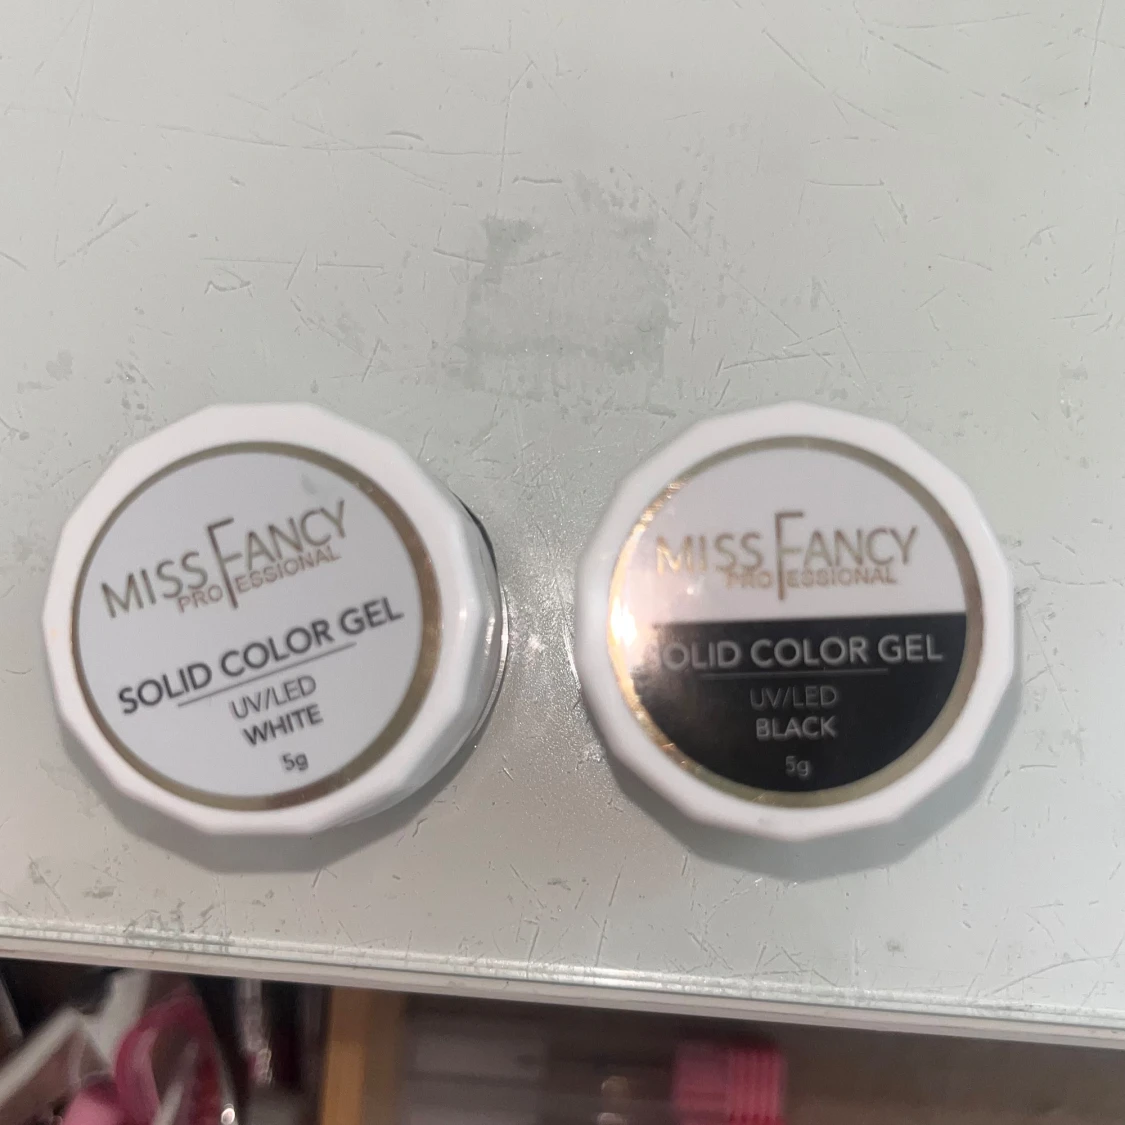 MISS FANCY
PROFESSIONAL
SOLID COLOR GEL
UV/LED
WHITE
5g
MISS FANCY
PROFESSIONAL
SOLID COLOR GEL
UV/LED
BLACK
5g